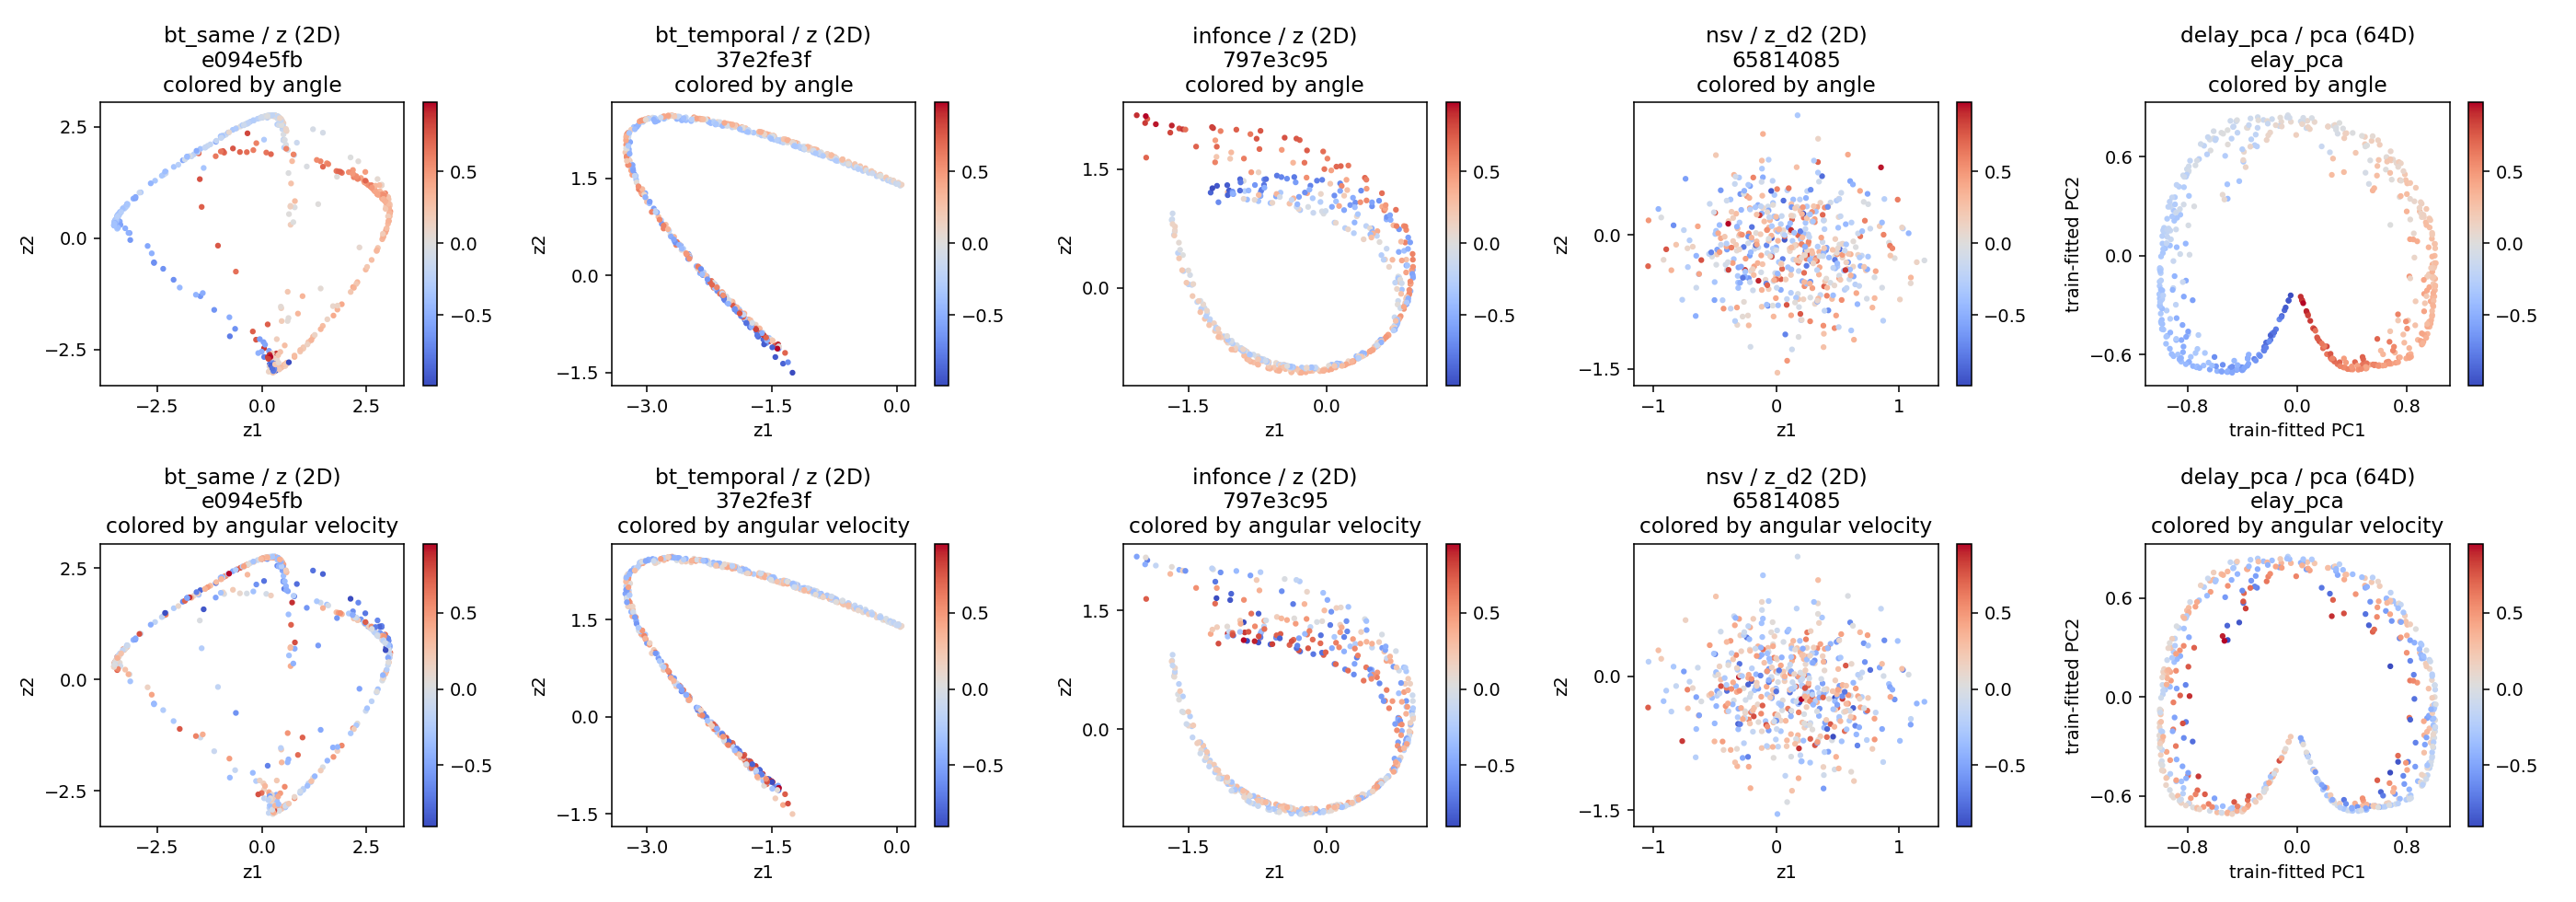 bt_same / z (2D)
e094e5fb
colored by angle
2.5
0.0
−2.5
z2
−2.5
0.0
2.5
z1
0.5
0.0
−0.5
bt_temporal / z (2D)
37e2fe3f
colored by angle
1.5
0.0
−1.5
z2
−3.0
−1.5
0.0
z1
0.5
0.0
−0.5
infonce / z (2D)
797e3c95
colored by angle
1.5
0.0
z2
−1.5
0.0
z1
0.5
0.0
−0.5
nsv / z_d2 (2D)
65814085
colored by angle
0.0
−1.5
z2
−1
0
1
z1
0.5
0.0
−0.5
delay_pca / pca (64D)
elay_pca
colored by angle
0.6
0.0
−0.6
train-fitted PC2
−0.8
0.0
0.8
train-fitted PC1
0.5
0.0
−0.5
bt_same / z (2D)
e094e5fb
colored by angular velocity
2.5
0.0
−2.5
z2
−2.5
0.0
2.5
z1
0.5
0.0
−0.5
bt_temporal / z (2D)
37e2fe3f
colored by angular velocity
1.5
0.0
−1.5
z2
−3.0
−1.5
0.0
z1
0.5
0.0
−0.5
infonce / z (2D)
797e3c95
colored by angular velocity
1.5
0.0
z2
−1.5
0.0
z1
0.5
0.0
−0.5
nsv / z_d2 (2D)
65814085
colored by angular velocity
0.0
−1.5
z2
−1
0
1
z1
0.5
0.0
−0.5
delay_pca / pca (64D)
elay_pca
colored by angular velocity
0.6
0.0
−0.6
train-fitted PC2
−0.8
0.0
0.8
train-fitted PC1
0.5
0.0
−0.5